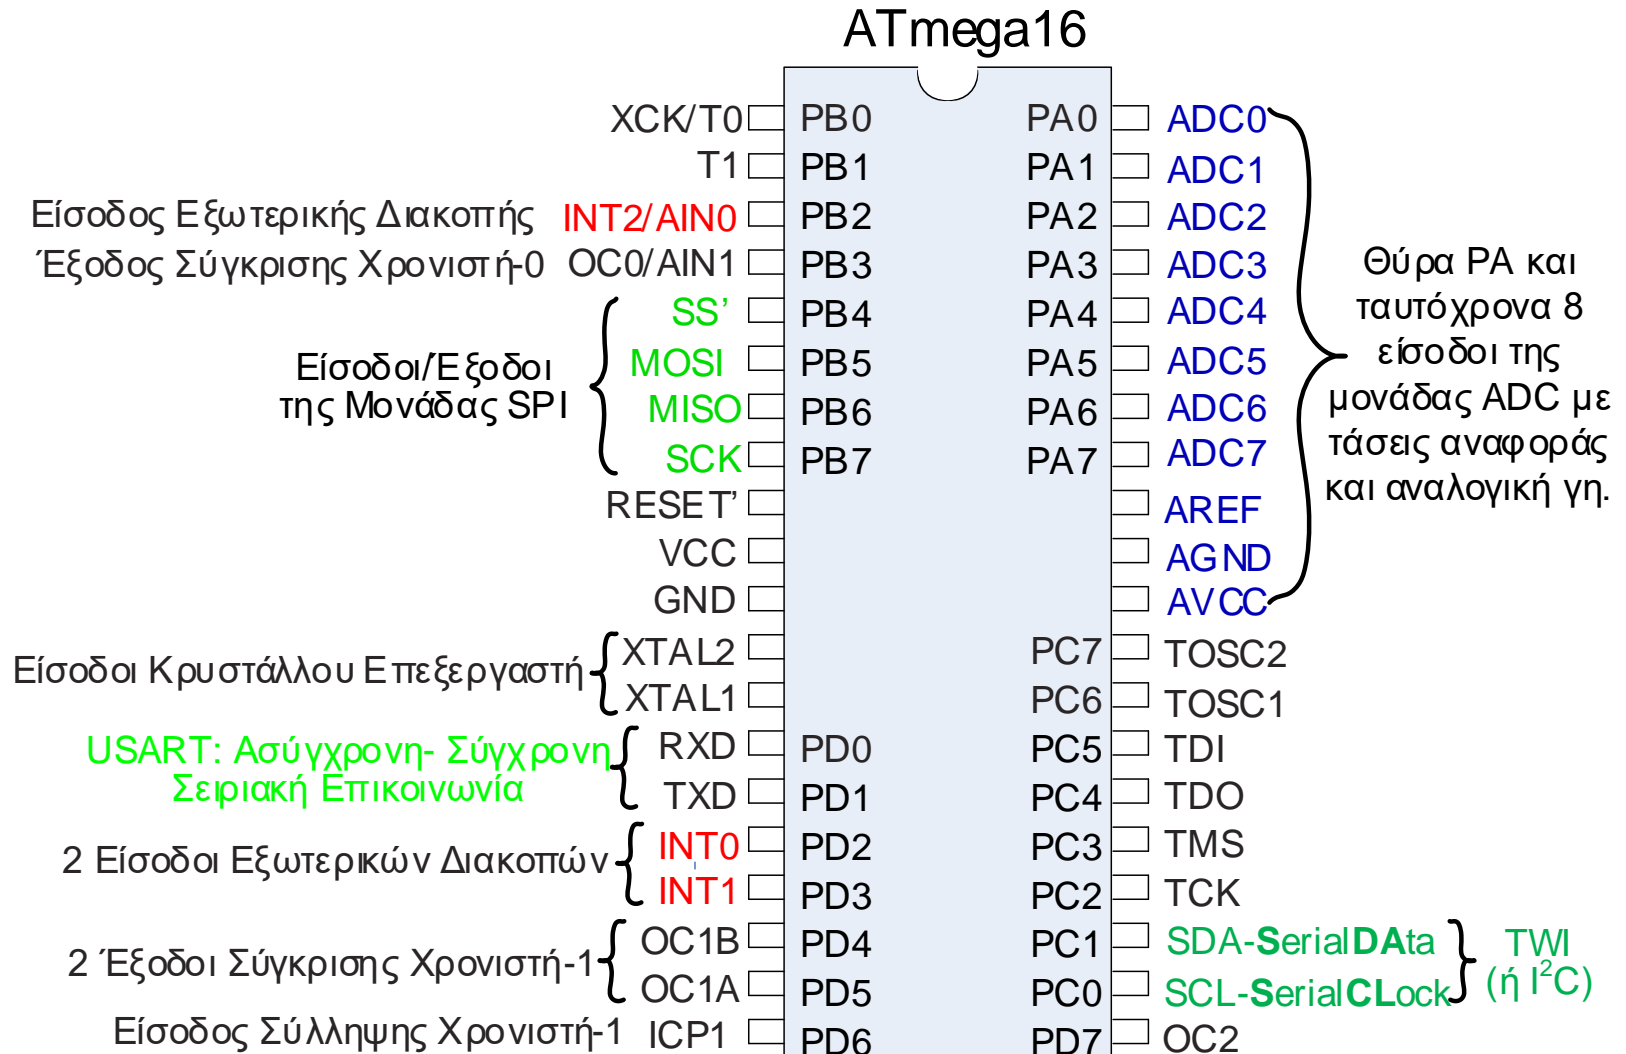 ATmega16
XCK/T0 PB0 PA0 ADC0
T1 PB1 PA1 ADC1
Είσοδος Εξωτερικής Διακοπής INT2/AIN0 PB2 PA2 ADC2
Έξοδος Σύγκρισης Χρονιστή-0 OC0/AIN1 PB3 PA3 ADC3
SS' PB4 PA4 ADC4
MOSI PB5 PA5 ADC5
MISO PB6 PA6 ADC6
SCK PB7 PA7 ADC7
Είσοδοι/Έξοδοι
της Μονάδας SPI
Θύρα PA και
ταυτόχρονα 8
είσοδοι της
μονάδας ADC με
τάσεις αναφοράς
και αναλογική γη.
RESET' AREF
VCC AGND
GND AVCC
XTAL2 PC7 TOSC2
Είσοδοι Κρυστάλλου Επεξεργαστή
XTAL1 PC6 TOSC1
RXD PD0 PC5 TDI
USART: Ασύγχρονη- Σύγχρονη
Σειριακή Επικοινωνία
TXD PD1 PC4 TDO
INT0 PD2 PC3 TMS
2 Είσοδοι Εξωτερικών Διακοπών
INT1 PD3 PC2 TCK
OC1B PD4 PC1 SDA-SerialDAta
2 Έξοδοι Σύγκρισης Χρονιστή-1
TWI
(ή I²C)
OC1A PD5 PC0 SCL-SerialCLock
Είσοδος Σύλληψης Χρονιστή-1 ICP1 PD6 PD7 OC2